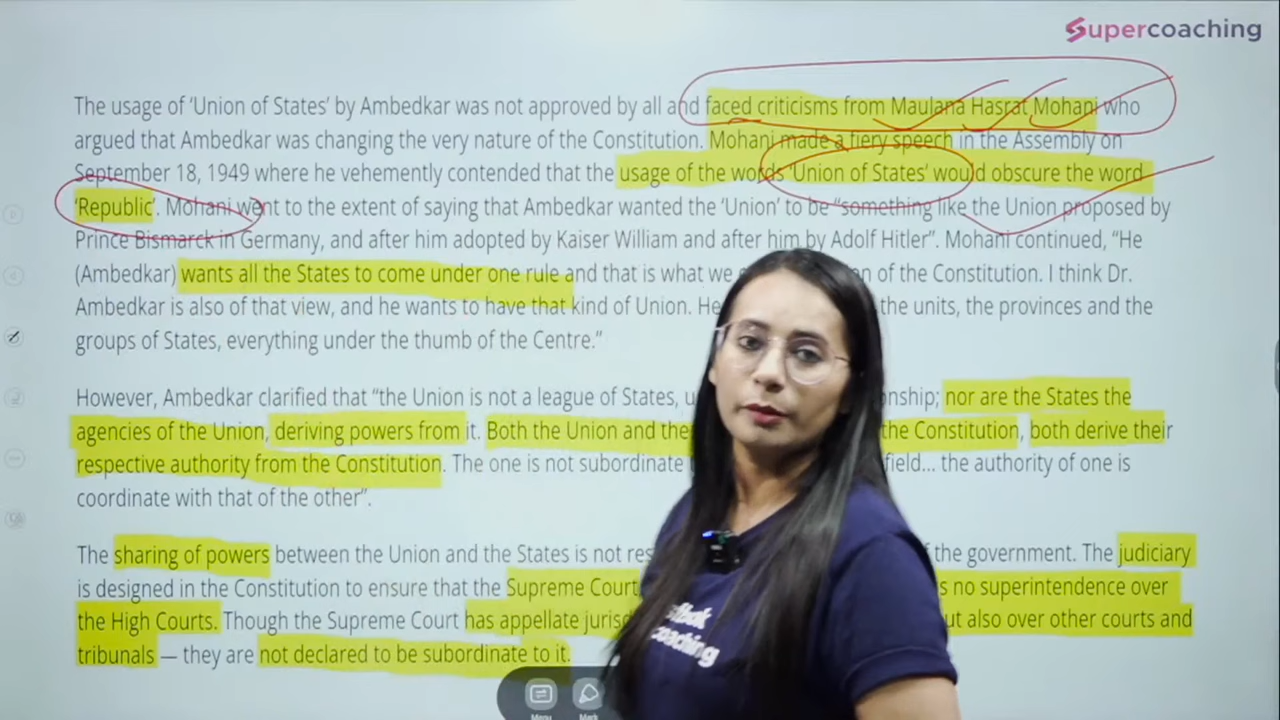 Supercoaching
The usage of ‘Union of States’ by Ambedkar was not approved by all and faced criticisms from Maulana Hasrat Mohani who
argued that Ambedkar was changing the very nature of the Constitution. Mohani made a fiery speech in the Assembly on
September 18, 1949 where he vehemently contended that the usage of the words ‘Union of States’ would obscure the word
‘Republic’. Mohani went to the extent of saying that Ambedkar wanted the ‘Union’ to be “something like the Union proposed by
Prince Bismarck in Germany, and after him adopted by Kaiser William and after him by Adolf Hitler”. Mohani continued, “He
(Ambedkar) wants all the States to come under one rule and that is what we of the Constitution. I think Dr.
Ambedkar is also of that view, and he wants to have that kind of Union. He the units, the provinces and the
groups of States, everything under the thumb of the Centre.”
However, Ambedkar clarified that “the Union is not a league of States, nor are the States the
agencies of the Union, deriving powers from it. Both the Union and the the Constitution, both derive their
respective authority from the Constitution. The one is not subordinate field... the authority of one is
coordinate with that of the other”.
The sharing of powers between the Union and the States is not the government. The judiciary
is designed in the Constitution to ensure that the Supreme Court no superintendence over
the High Courts. Though the Supreme Court has appellate also over other courts and
tribunals — they are not declared to be subordinate to it.
coaching
Menu Mark